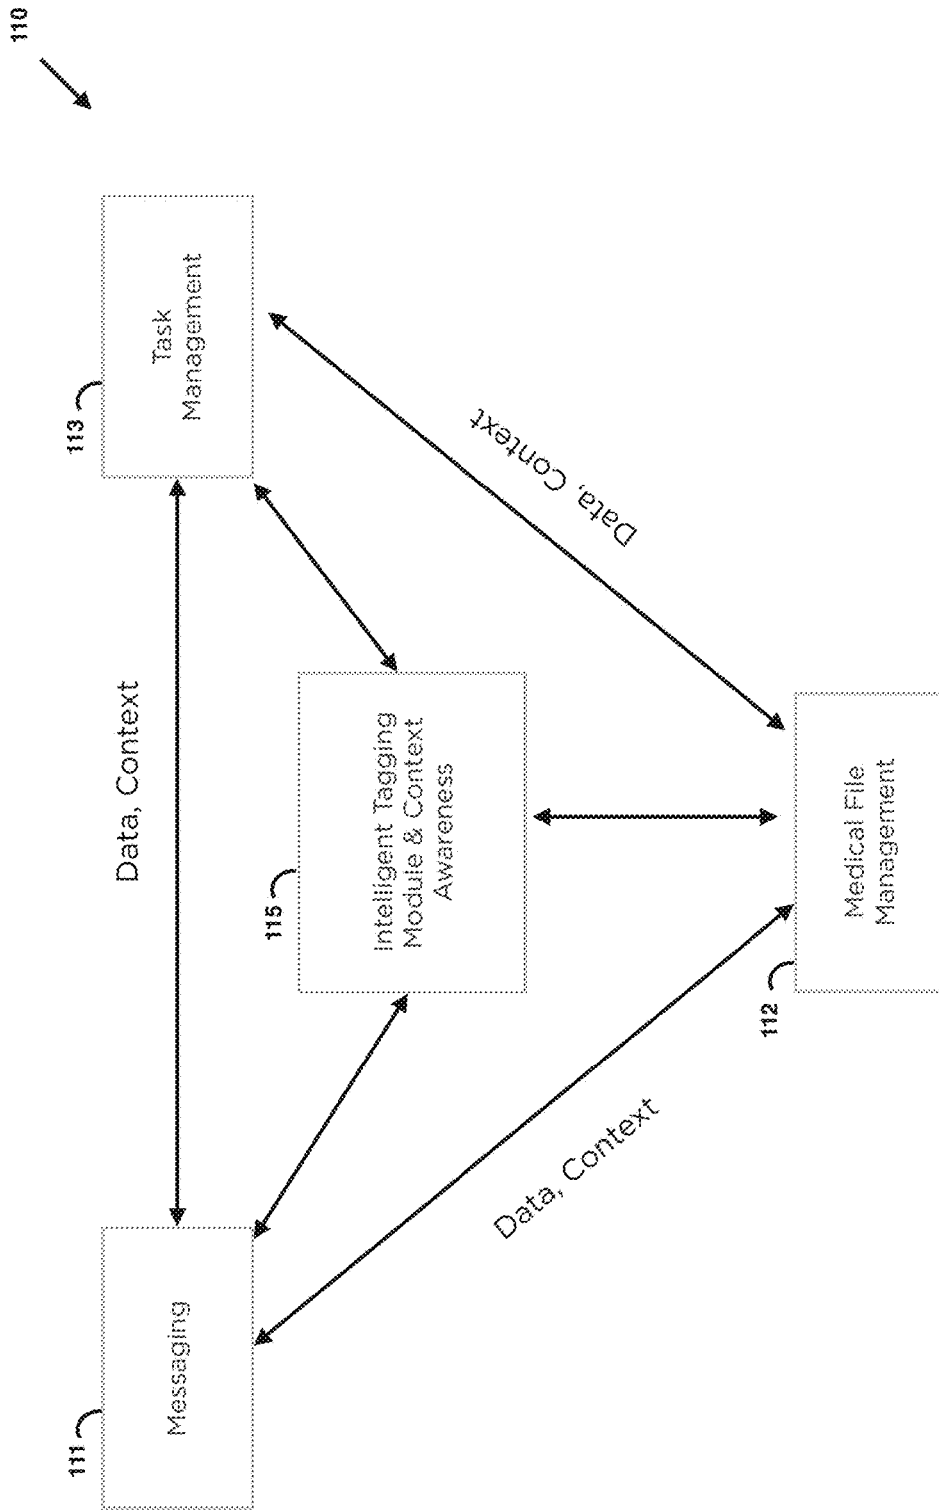 110
111
Messaging
Data, Context
113
Task
Management
115
Intelligent Tagging
Module & Context
Awareness
Data, Context
Data, Context
112
Medical File
Management